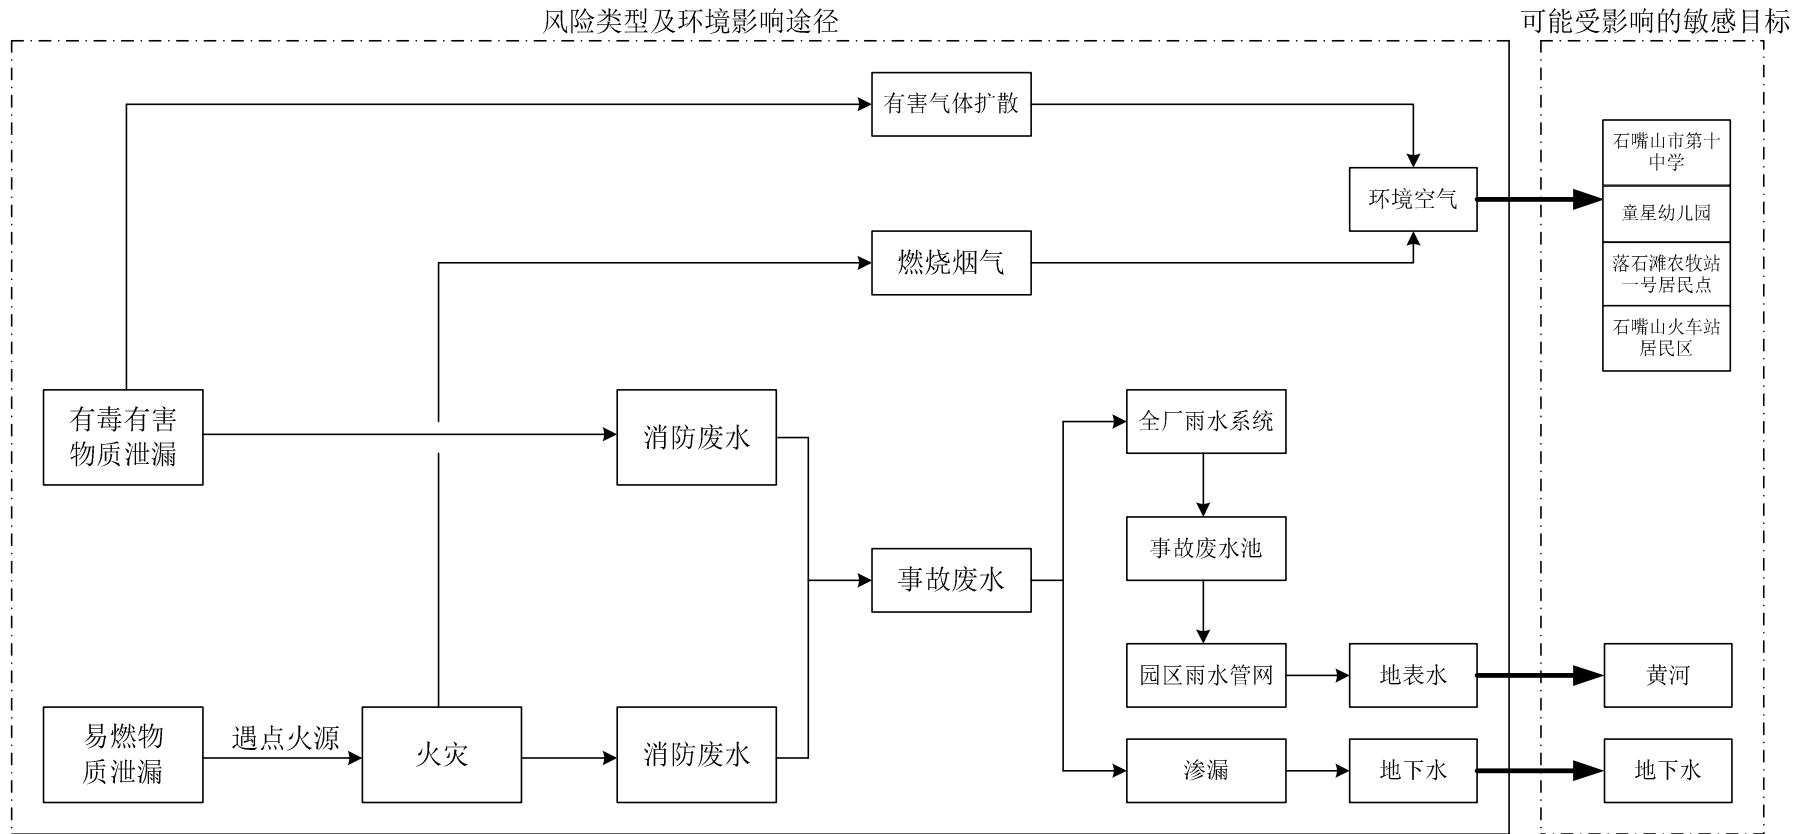 风险类型及环境影响途径
可能受影响的敏感目标
有害气体扩散
石嘴山市第十
中学
环境空气
童星幼儿园
燃烧烟气
落石滩农牧站
一号居民点
石嘴山火车站
居民区
有毒有害
物质泄漏
消防废水
全厂雨水系统
事故废水池
事故废水
园区雨水管网
地表水
黄河
易燃物
质泄漏
遇点火源
火灾
消防废水
渗漏
地下水
地下水